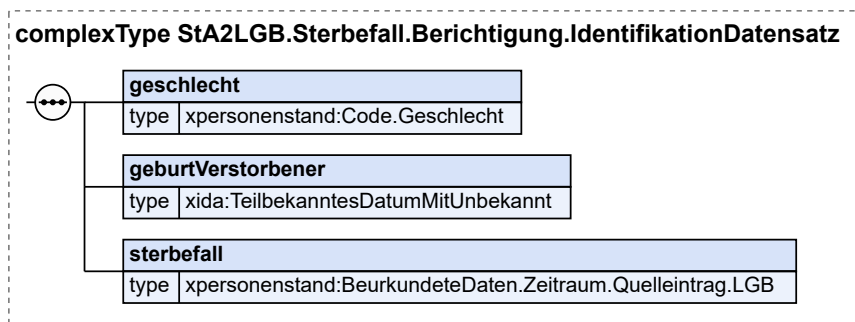 complexType StA2LGB.Sterbefall.Berichtigung.IdentifikationDatensatz
geschlecht
type xpersonenstand:Code.Geschlecht
geburtVerstorbener
type xida:TeilbekanntesDatumMitUnbekannt
sterbefall
type xpersonenstand:BeurkundeteDaten.Zeitraum.Quelleintrag.LGB